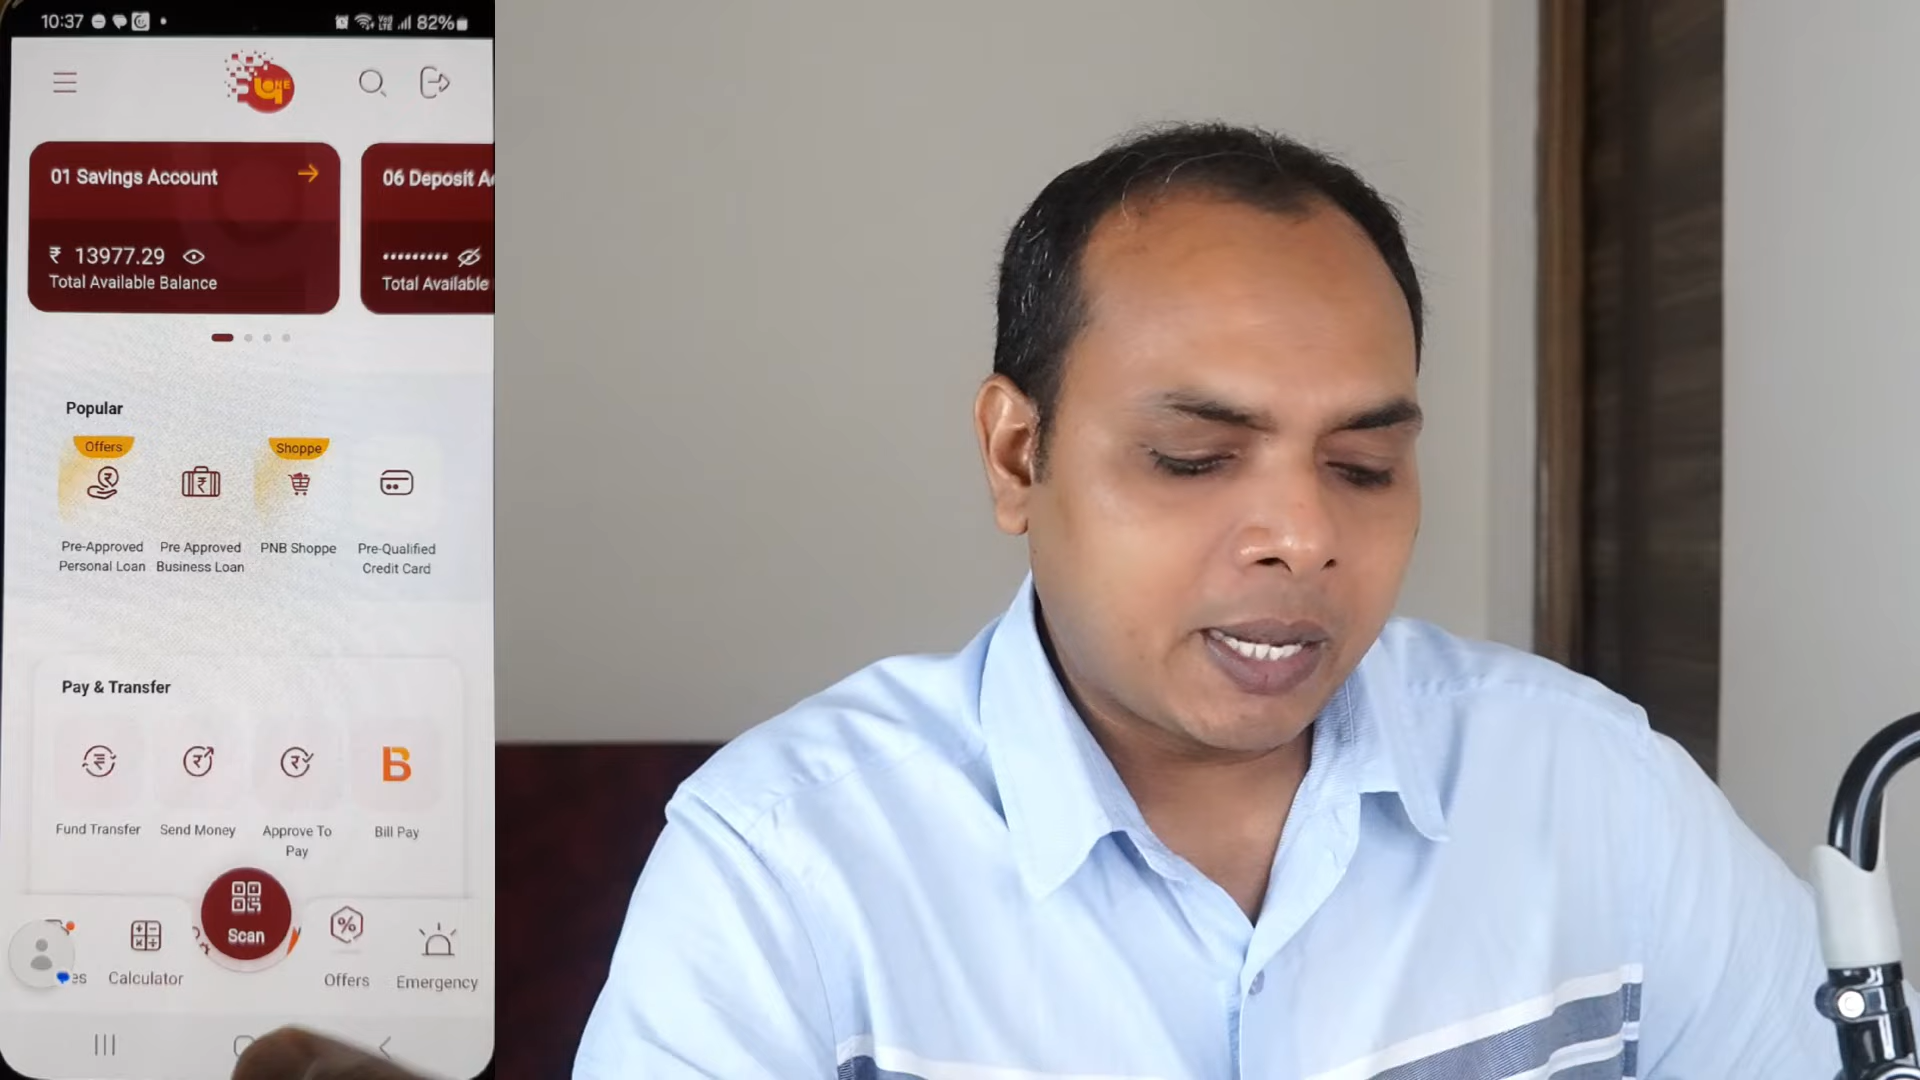 10:37
82%
ONE
01 Savings Account
06 Deposit
₹ 13977.29
Total Available Balance
Total Available
Popular
Offers
Shoppe
Pre-Approved
Personal Loan
Pre Approved
Business Loan
PNB Shoppe
Pre-Qualified
Credit Card
Pay & Transfer
Fund Transfer
Send Money
Approve To
Pay
Bill Pay
Scan
Calculator
Offers
Emergency